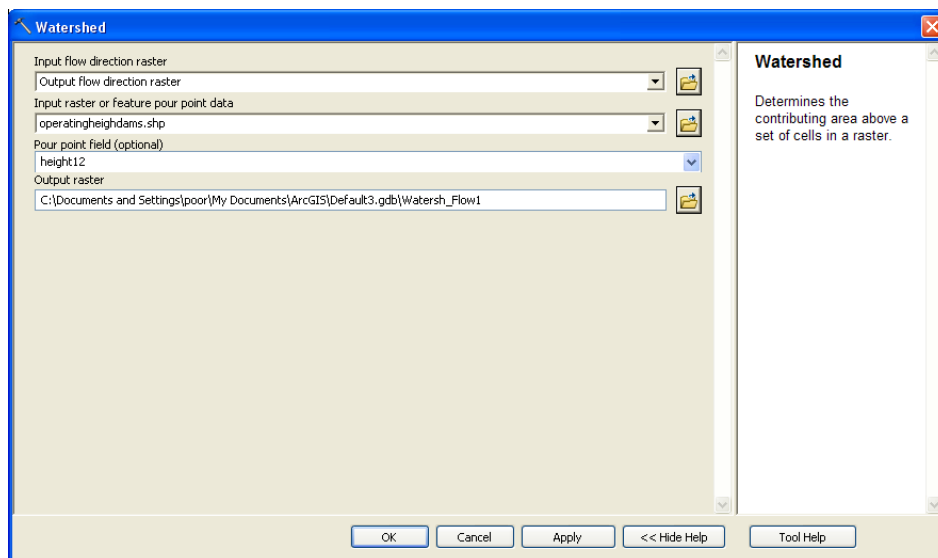 Watershed
Input flow direction raster
Output flow direction raster
Input raster or feature pour point data
operatingheighdams.shp
Pour point field (optional)
height12
Output raster
C:\Documents and Settings\poor\My Documents\ArcGIS\Default3.gdb\Watersh_Flow1
Watershed
Determines the
contributing area above a
set of cells in a raster.
OK
Cancel
Apply
<< Hide Help
Tool Help